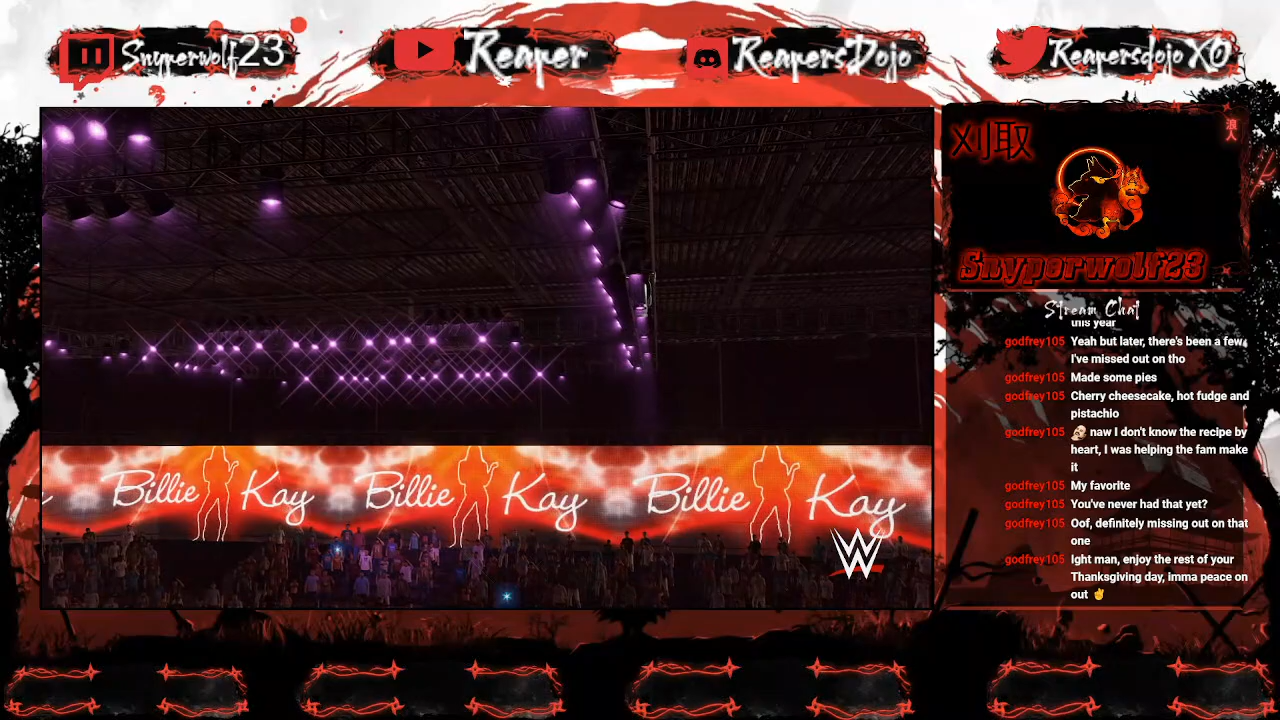 Snyperwolf23
Reaper
ReapersDojo
ReapersdojoXO
刈取
浪人
Snyperwolf23
Stream Chat
this year
godfrey105 Yeah but later, there's been a few
I've missed out on tho
godfrey105 Made some pies
godfrey105 Cherry cheesecake, hot fudge and
pistachio
godfrey105 naw I don't know the recipe by
heart, I was helping the fam make
it
godfrey105 My favorite
godfrey105 You've never had that yet?
godfrey105 Oof, definitely missing out on that
one
godfrey105 Ight man, enjoy the rest of your
Thanksgiving day, imma peace on
out ✌
Billie Kay Billie Kay Billie Kay
W